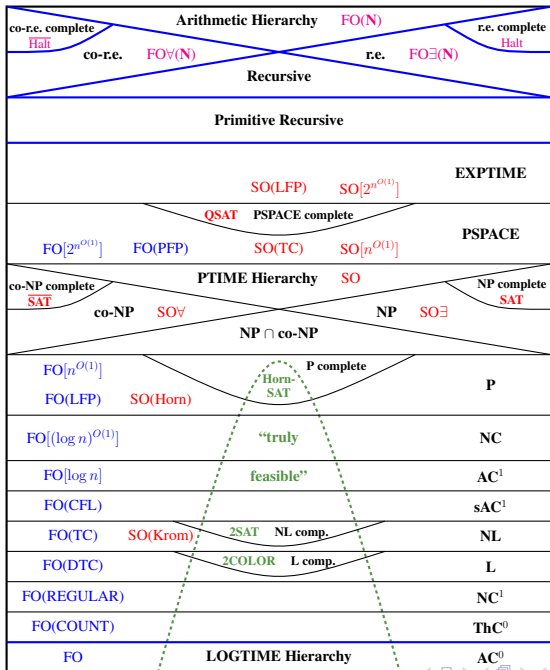 Arithmetic Hierarchy FO(N)
co-r.e. complete
r.e. complete
H̅a̅l̅t̅
Halt
co-r.e. FO∀(N)
r.e. FO∃(N)
Recursive
Primitive Recursive
EXPTIME
SO(LFP) SO[2^{n^{O(1)}}]
QSAT PSPACE complete
PSPACE
FO[2^{n^{O(1)}}] FO(PFP) SO(TC) SO[n^{O(1)}]
PTIME Hierarchy SO
co-NP complete
NP complete
S̅A̅T̅
SAT
co-NP SO∀
NP SO∃
NP ∩ co-NP
FO[n^{O(1)}]
P complete
Horn-
SAT
P
FO(LFP) SO(Horn)
FO[(log n)^{O(1)}] “truly NC
FO[log n] feasible” AC^1
FO(CFL) sAC^1
FO(TC) SO(Krom) 2SAT NL comp. NL
FO(DTC) 2COLOR L comp. L
FO(REGULAR) NC^1
FO(COUNT) ThC^0
FO LOGTIME Hierarchy AC^0